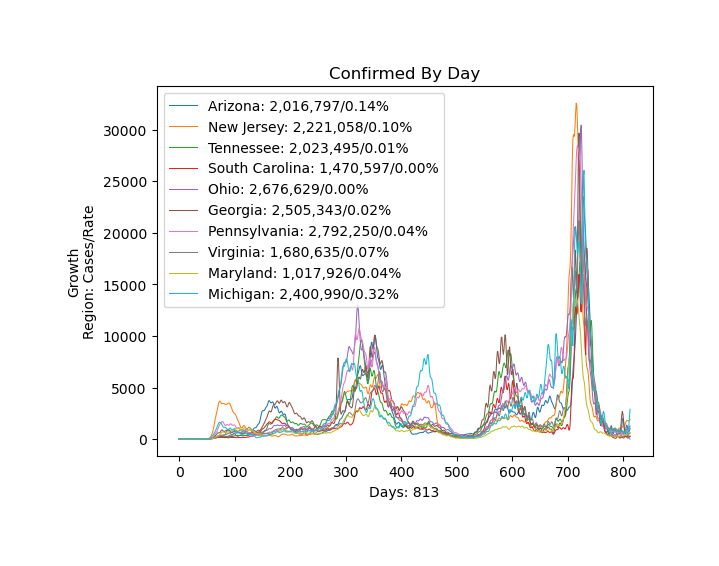 Confirmed By Day
Growth
Region: Cases/Rate
30000
25000
20000
15000
10000
5000
0
Arizona: 2,016,797/0.14%
New Jersey: 2,221,058/0.10%
Tennessee: 2,023,495/0.01%
South Carolina: 1,470,597/0.00%
Ohio: 2,676,629/0.00%
Georgia: 2,505,343/0.02%
Pennsylvania: 2,792,250/0.04%
Virginia: 1,680,635/0.07%
Maryland: 1,017,926/0.04%
Michigan: 2,400,990/0.32%
0 100 200 300 400 500 600 700 800
Days: 813